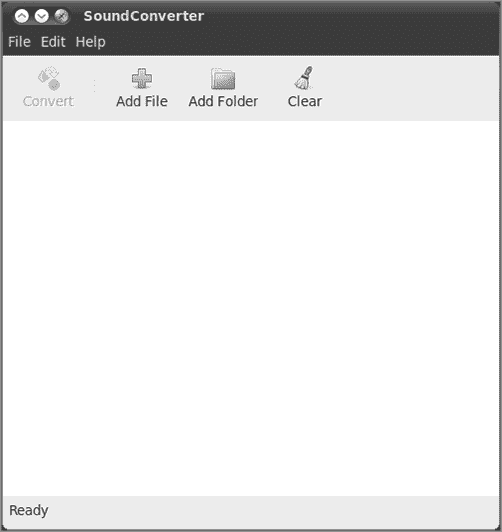 SoundConverter
File Edit Help
Convert Add File Add Folder Clear
Ready